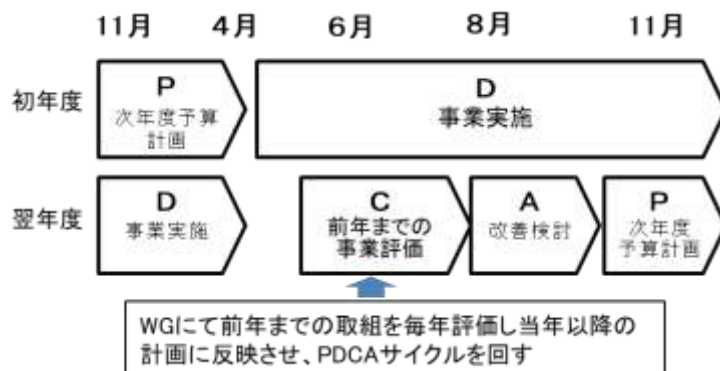 11月 4月 6月 8月 11月
初年度
P
次年度予算
計画
D
事業実施
翌年度
D
事業実施
C
前年までの
事業評価
A
改善検討
P
次年度
予算計画
WGにて前年までの取組を毎年評価し当年以降の
計画に反映させ、PDCAサイクルを回す